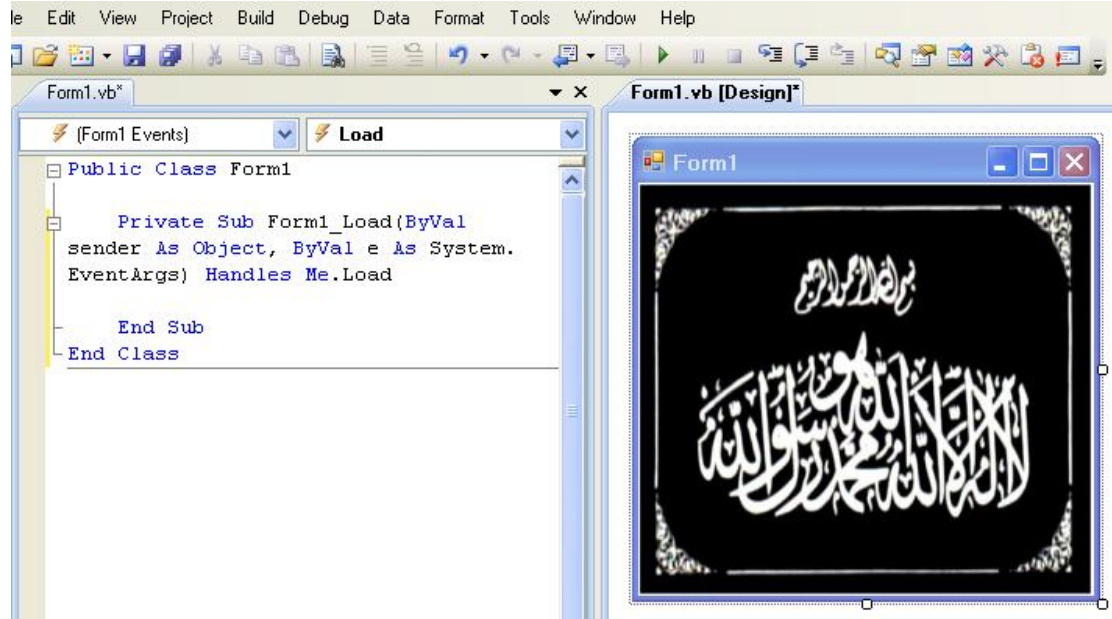 le Edit View Project Build Debug Data Format Tools Window Help
Form1.vb*
Form1.vb [Design]*
(Form1 Events) Load
Public Class Form1
Private Sub Form1_Load(ByVal
sender As Object, ByVal e As System.
EventArgs) Handles Me.Load
End Sub
End Class
Form1
بسم الله الرحمن الرحيم
لا إله إلا الله محمد رسول الله